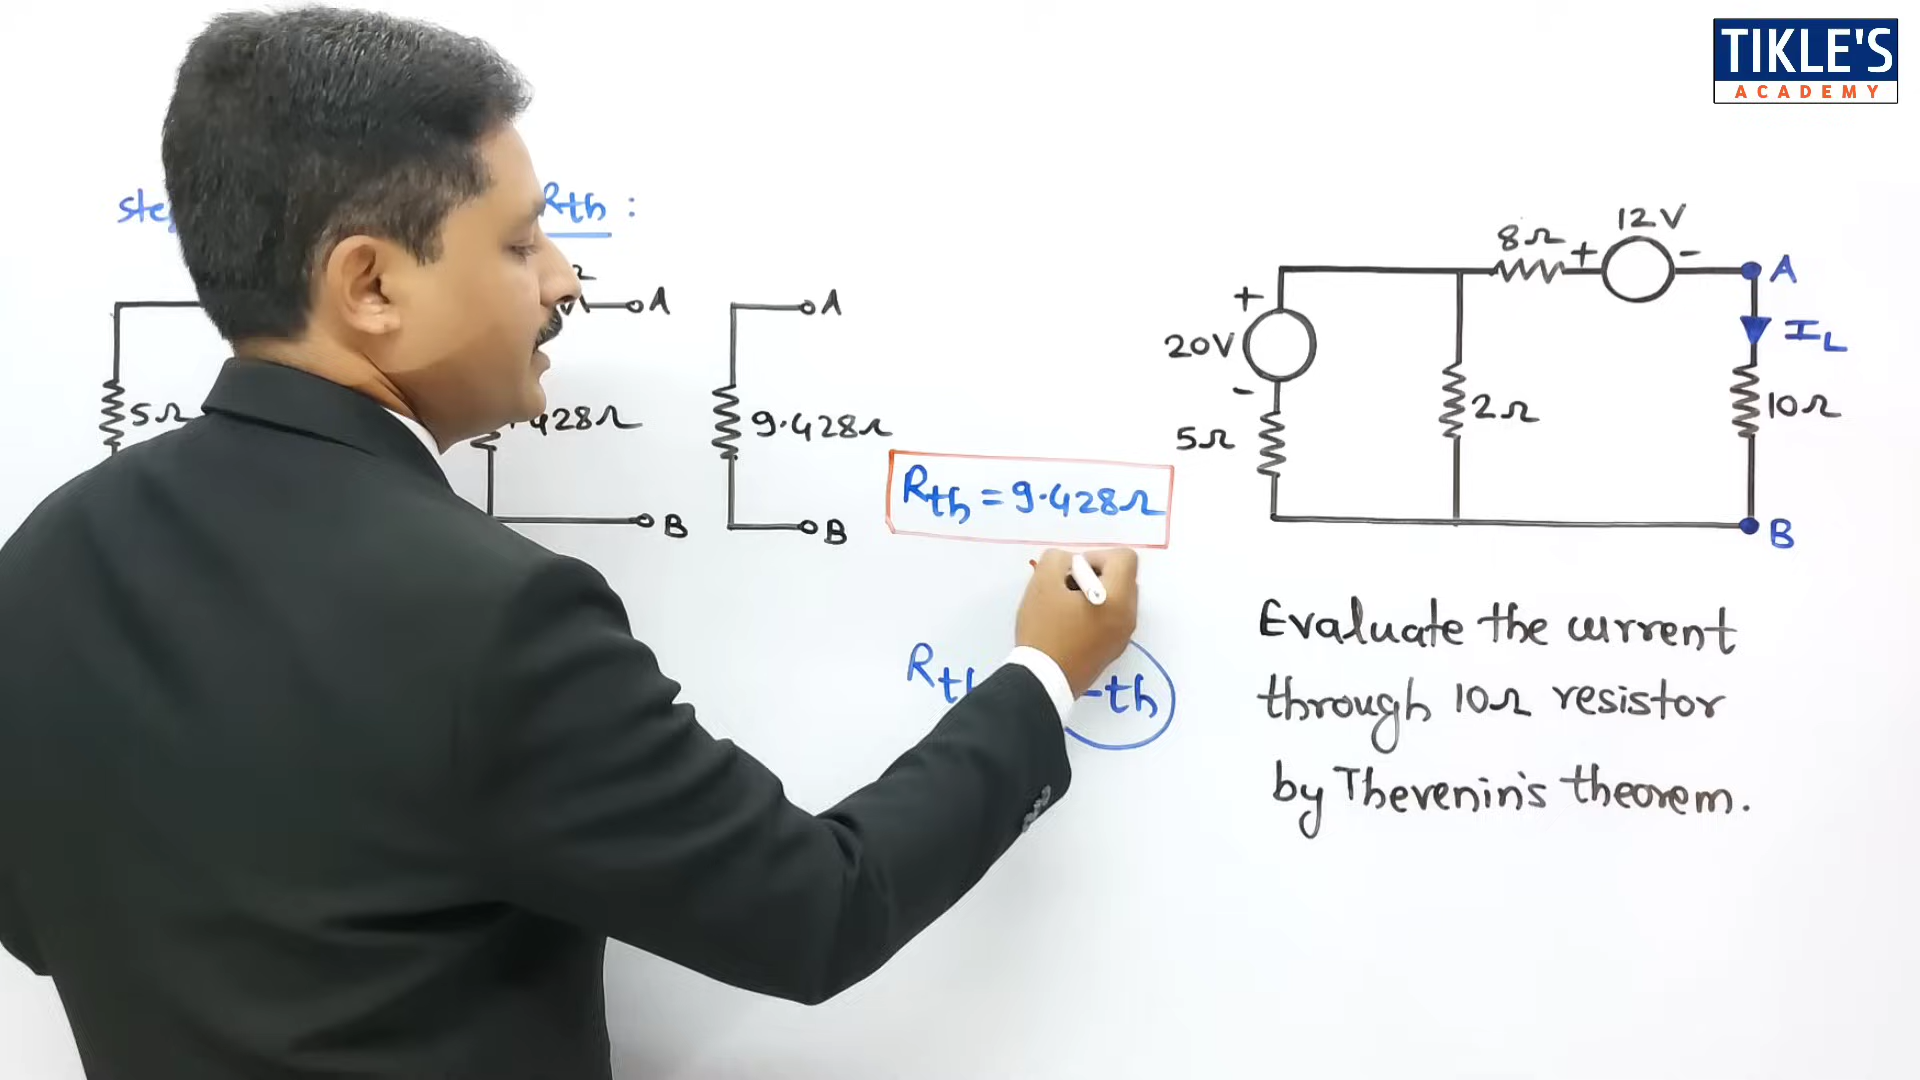 TIKLE'S
ACADEMY
Rth :
A
5Ω
428Ω
B
A
9.428Ω
B
Rth = 9.428Ω
Rth
-th
20V
+
-
5Ω
2Ω
8Ω
+
12V
-
A
IL
10Ω
B
Evaluate the current
through 10Ω resistor
by Thevenin's theorem.